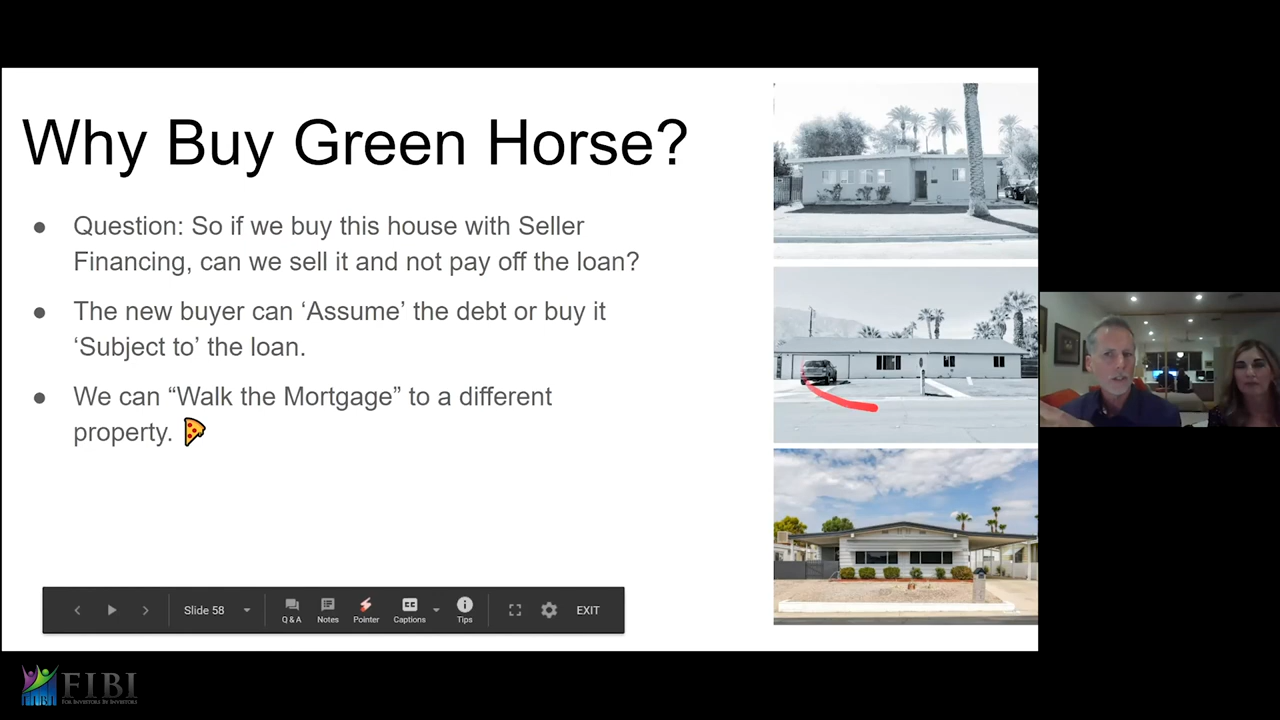 Why Buy Green Horse?
● Question: So if we buy this house with Seller
Financing, can we sell it and not pay off the loan?
● The new buyer can ‘Assume’ the debt or buy it
‘Subject to’ the loan.
● We can “Walk the Mortgage” to a different
property.
Slide 58
Q & A
Notes
Pointer
CC
Captions
Tips
EXIT
FIBI
FOR INVESTORS BY INVESTORS